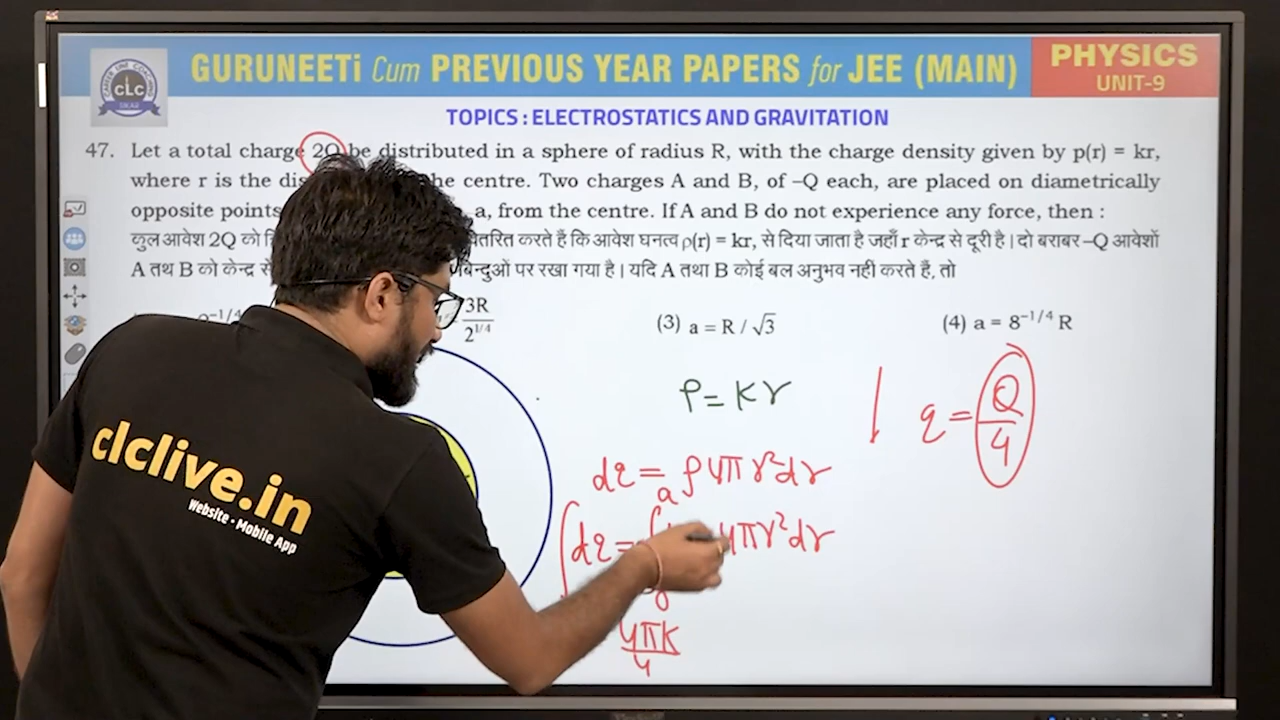 GURUNEETi Cum PREVIOUS YEAR PAPERS for JEE (MAIN)
PHYSICS
UNIT-9
CLC
TOPICS : ELECTROSTATICS AND GRAVITATION
47. Let a total charge 2Q be distributed in a sphere of radius R, with the charge density given by p(r) = kr,
where r is the he centre. Two charges A and B, of –Q each, are placed on diametrically
opposite points a, from the centre. If A and B do not experience any force, then :
कुल आवेश 2Q को वितरित करते हैं कि आवेश घनत्व ρ(r) = kr, से दिया जाता है जहाँ r केन्द्र से दूरी है। दो बराबर –Q आवेशों
A तथा B को केन्द्र से बिन्दुओं पर रखा गया है। यदि A तथा B कोई बल अनुभव नहीं करते हैं, तो
3R
2^{1/4}
(3) a = R / √3
(4) a = 8^{–1/4} R
ρ = Kr
q = Q/4
dq = ρ4πr²dr
a
∫dq = ∫ 4πr²dr
4πK
4
clclive.in
Website • Mobile App